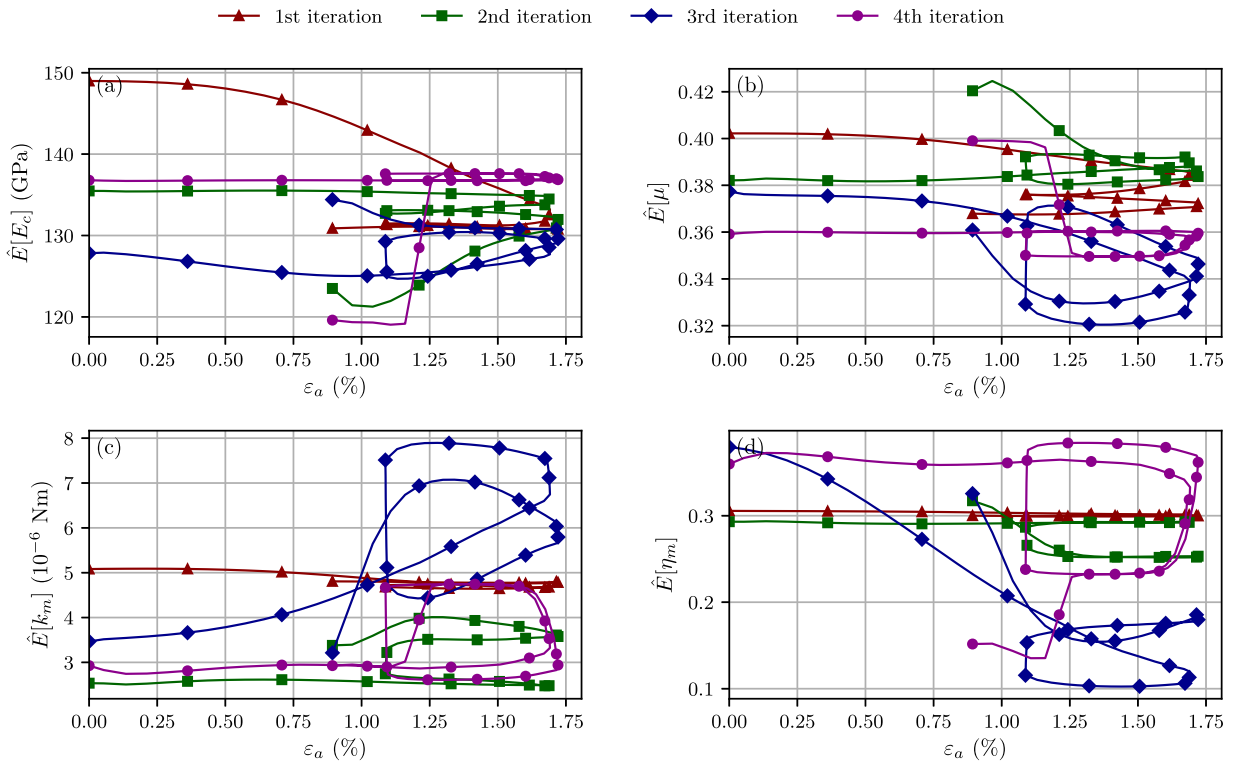 1st iteration 2nd iteration 3rd iteration 4th iteration
(a)
150
140
130
120
Ê[E_c] (GPa)
0.00 0.25 0.50 0.75 1.00 1.25 1.50 1.75
ε_a (%)
(b)
0.42
0.40
0.38
0.36
0.34
0.32
Ê[μ]
0.00 0.25 0.50 0.75 1.00 1.25 1.50 1.75
ε_a (%)
(c)
8
7
6
5
4
3
Ê[k_m] (10⁻⁶ Nm)
0.00 0.25 0.50 0.75 1.00 1.25 1.50 1.75
ε_a (%)
(d)
0.3
0.2
0.1
Ê[η_m]
0.00 0.25 0.50 0.75 1.00 1.25 1.50 1.75
ε_a (%)